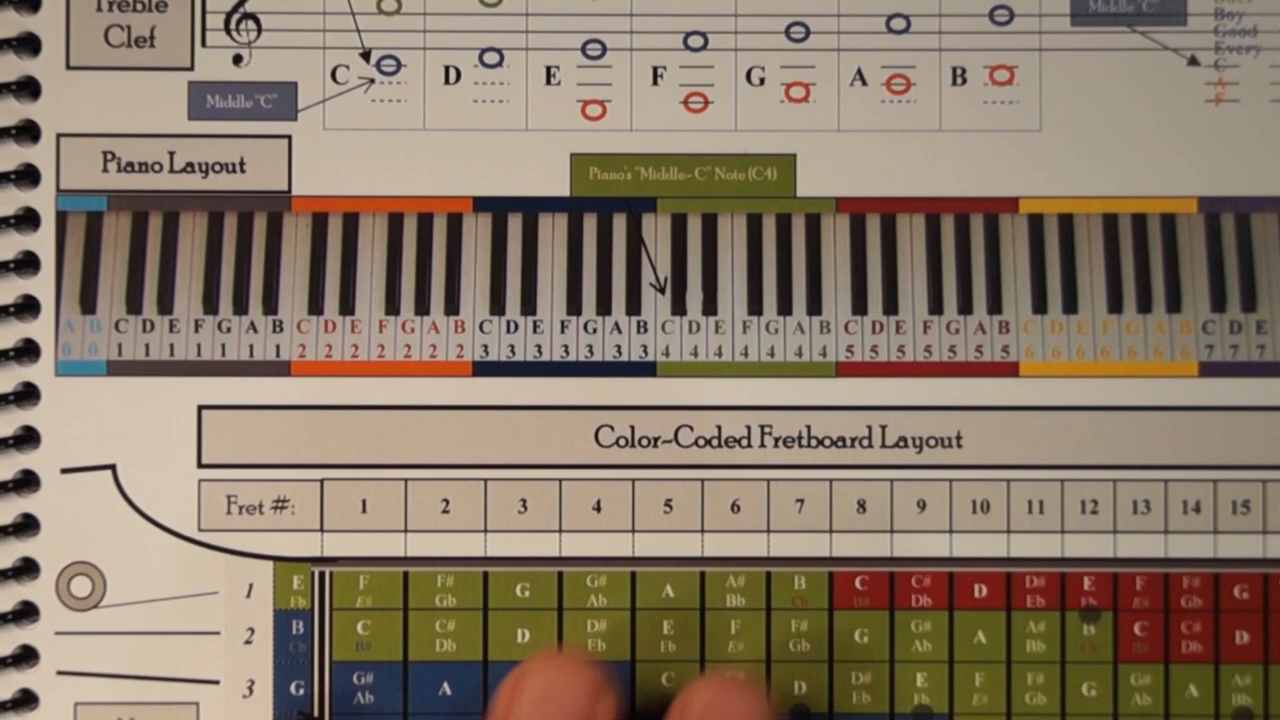 Treble
Clef
Middle "C"
Boy
Good
Every
C
A
F
C D E F G A B
Middle "C"
Piano Layout
Piano's "Middle-C" Note (C4)
A B C D E F G A B C D E F G A B C D E F G A B C D E F G A B C D E F G A B C D E F G A B C D E
0 0 1 1 1 1 1 1 1 2 2 2 2 2 2 2 3 3 3 3 3 3 3 4 4 4 4 4 4 4 5 5 5 5 5 5 5 6 6 6 6 6 6 6 7 7 7
Color-Coded Fretboard Layout
Fret #: 1 2 3 4 5 6 7 8 9 10 11 12 13 14 15
1 E F F# G G# A A# B C C# D D# E F F# G
Fb E# Gb Ab Bb Cb B# Db Eb Fb E# Gb
2 B C C# D D# E F F# G G# A A# B C C# D
Cb B# Db Eb Fb E# Gb Ab Bb Cb B# Db
3 G G# A C C# D D# E F F# G G# A A#
Ab Eb Fb E# Gb Ab Bb